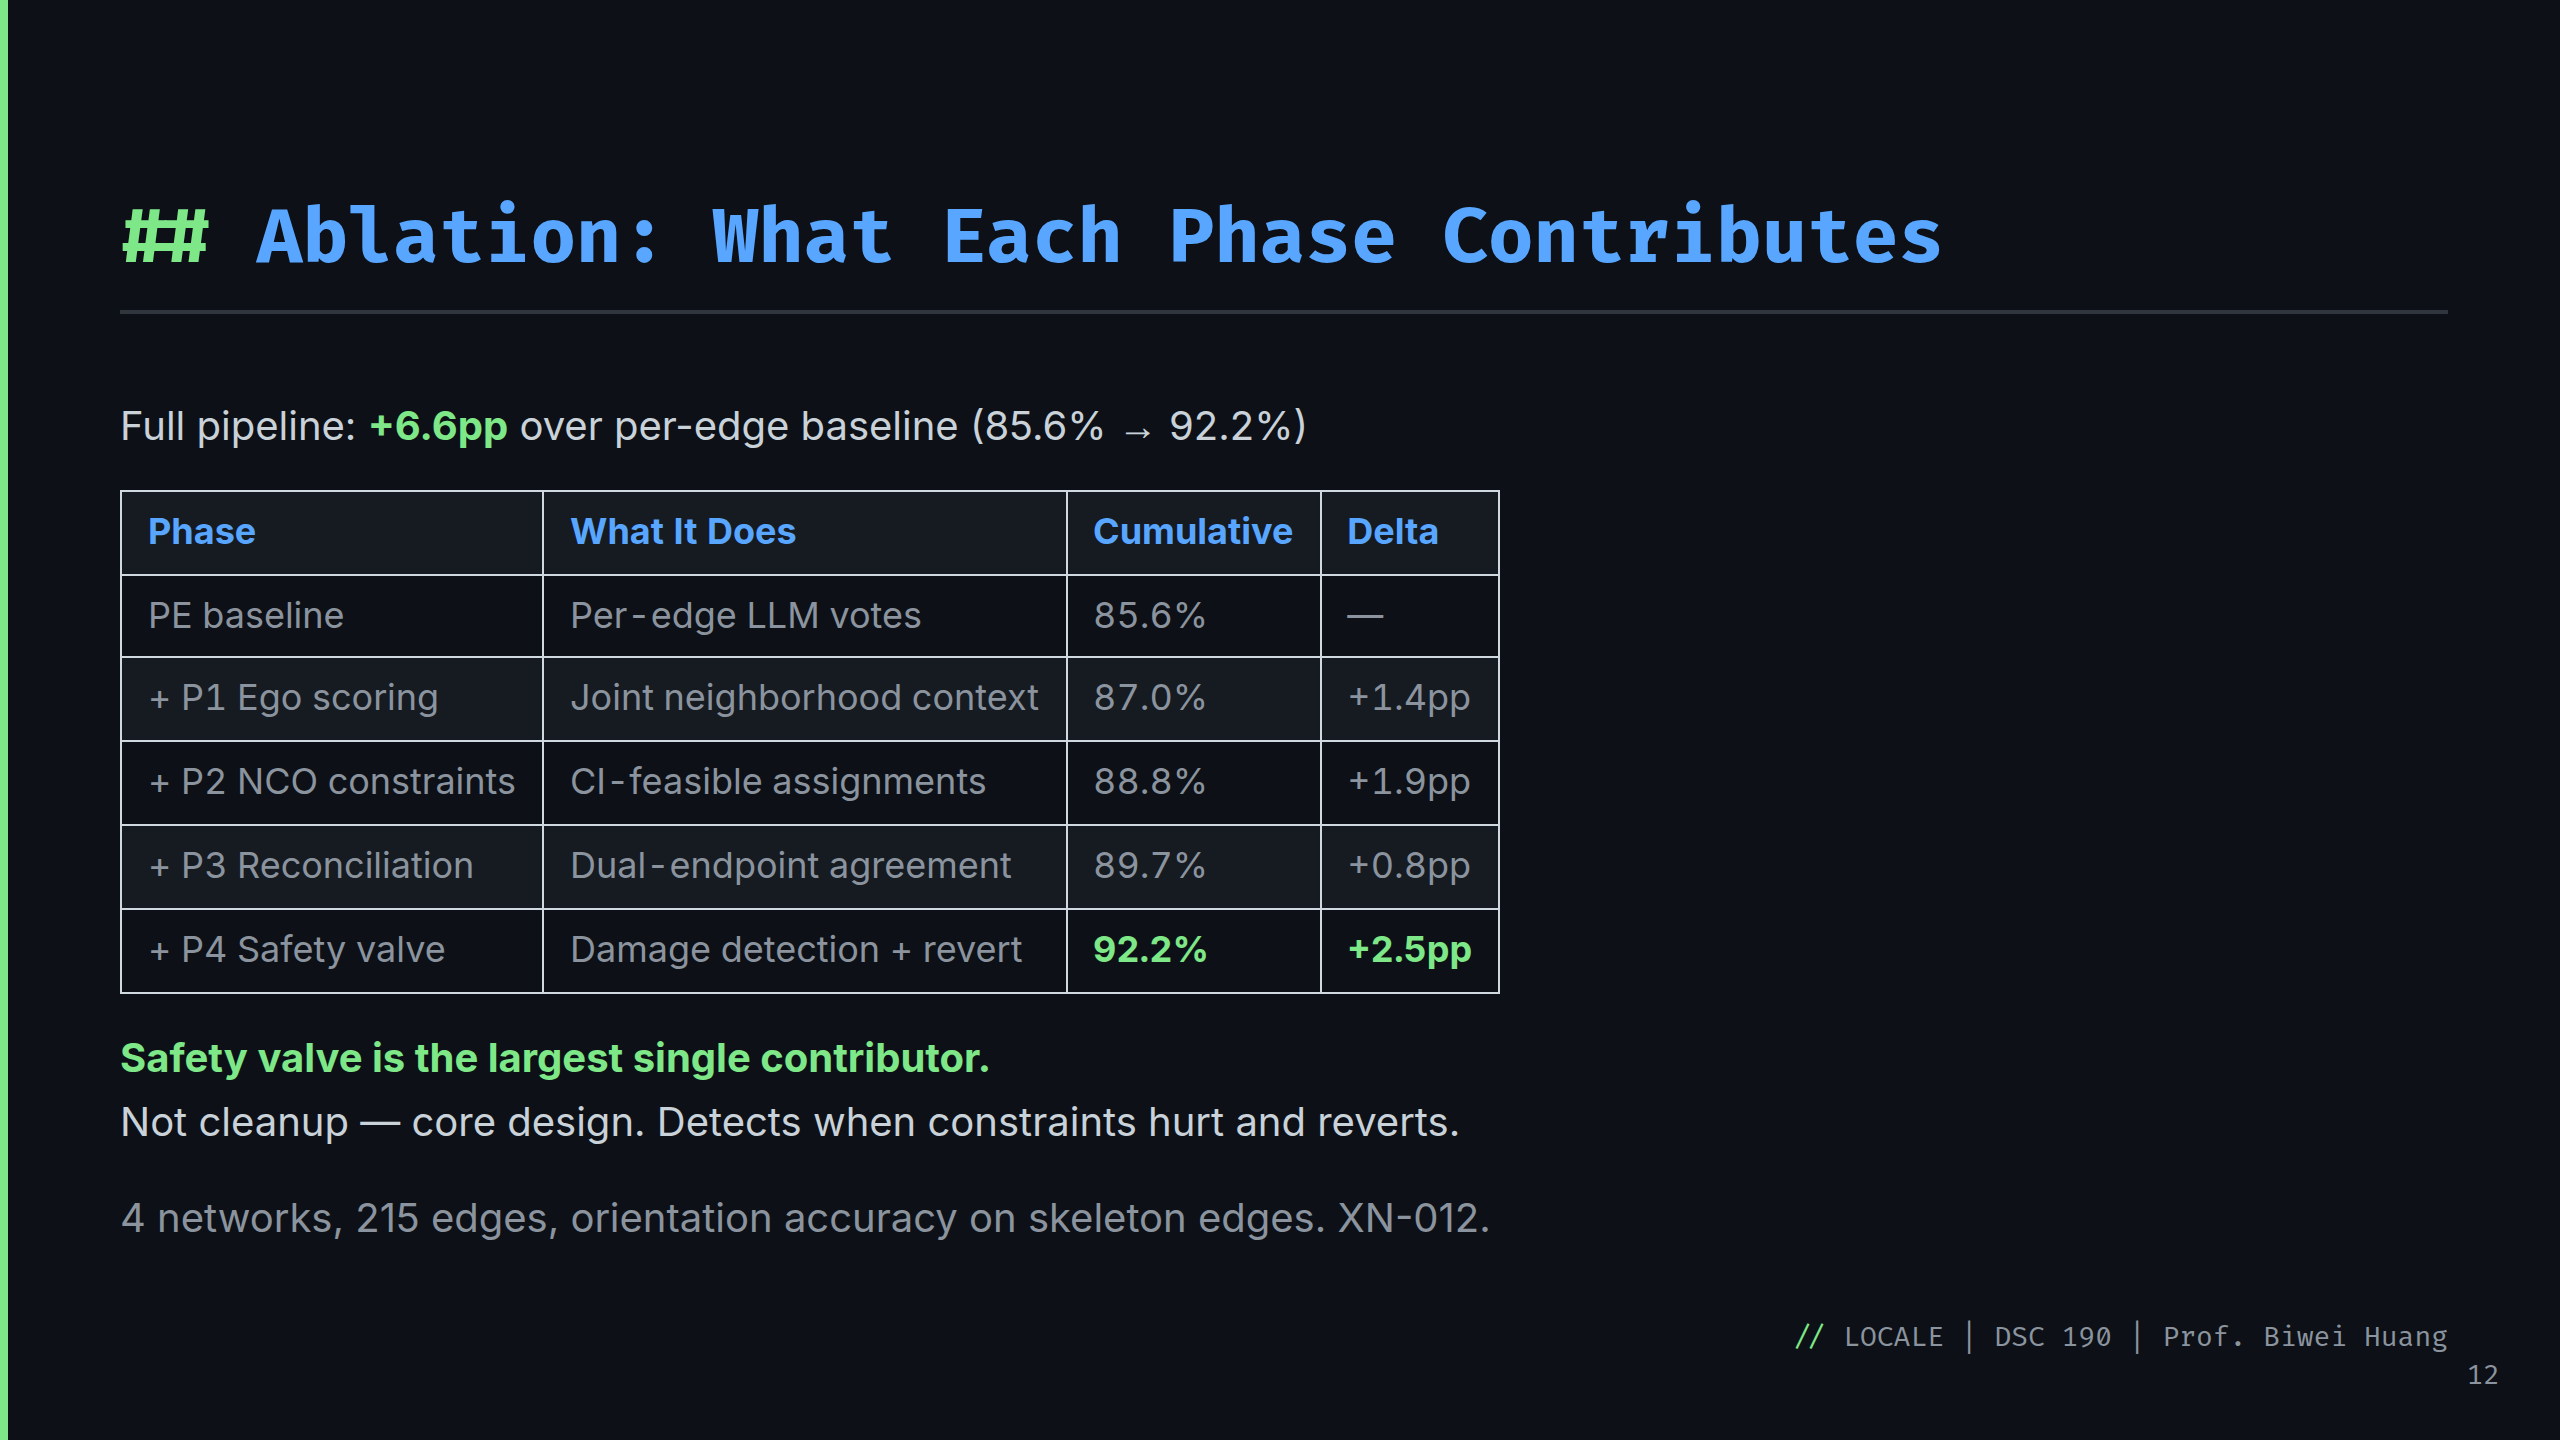 ## Ablation: What Each Phase Contributes
Full pipeline: +6.6pp over per-edge baseline (85.6% → 92.2%)
Phase What It Does Cumulative Delta
PE baseline Per-edge LLM votes 85.6% —
+ P1 Ego scoring Joint neighborhood context 87.0% +1.4pp
+ P2 NCO constraints CI-feasible assignments 88.8% +1.9pp
+ P3 Reconciliation Dual-endpoint agreement 89.7% +0.8pp
+ P4 Safety valve Damage detection + revert 92.2% +2.5pp
Safety valve is the largest single contributor.
Not cleanup — core design. Detects when constraints hurt and reverts.
4 networks, 215 edges, orientation accuracy on skeleton edges. XN-012.
// LOCALE | DSC 190 | Prof. Biwei Huang
12